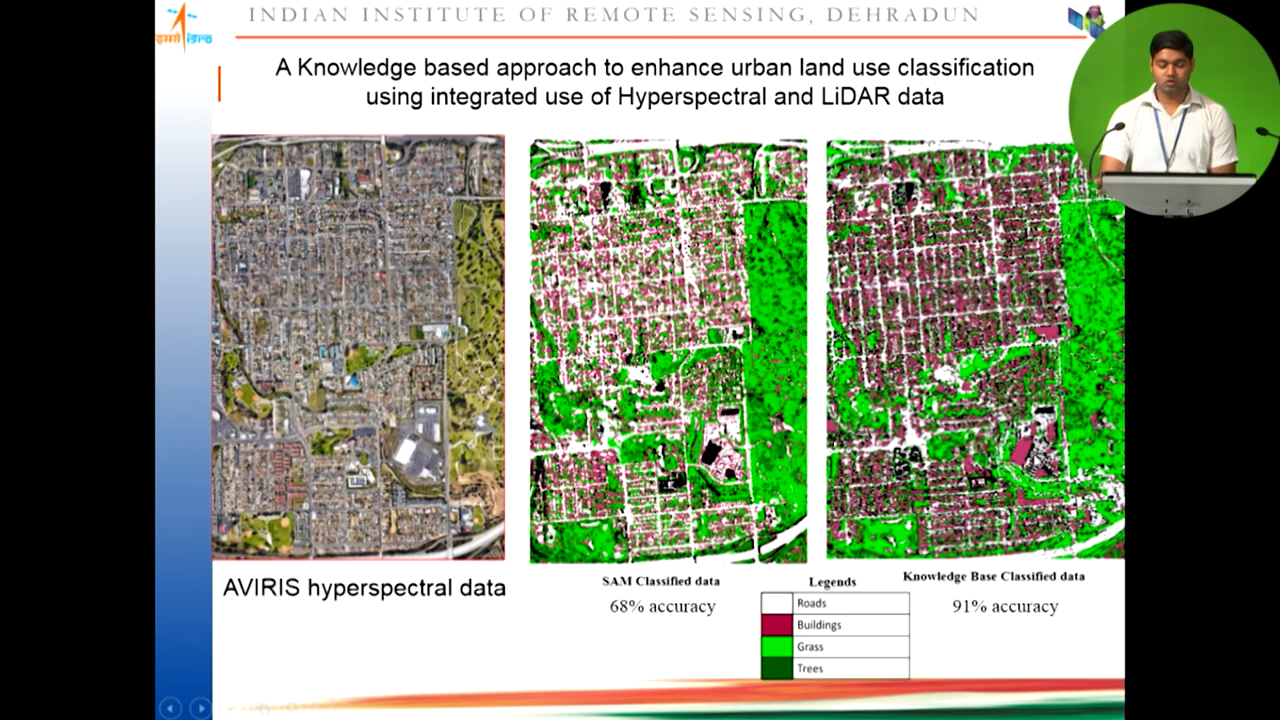 INDIAN INSTITUTE OF REMOTE SENSING, DEHRADUN
इसरो isro
A Knowledge based approach to enhance urban land use classification
using integrated use of Hyperspectral and LiDAR data
AVIRIS hyperspectral data
SAM Classified data
68% accuracy
Legends
Roads
Buildings
Grass
Trees
Knowledge Base Classified data
91% accuracy